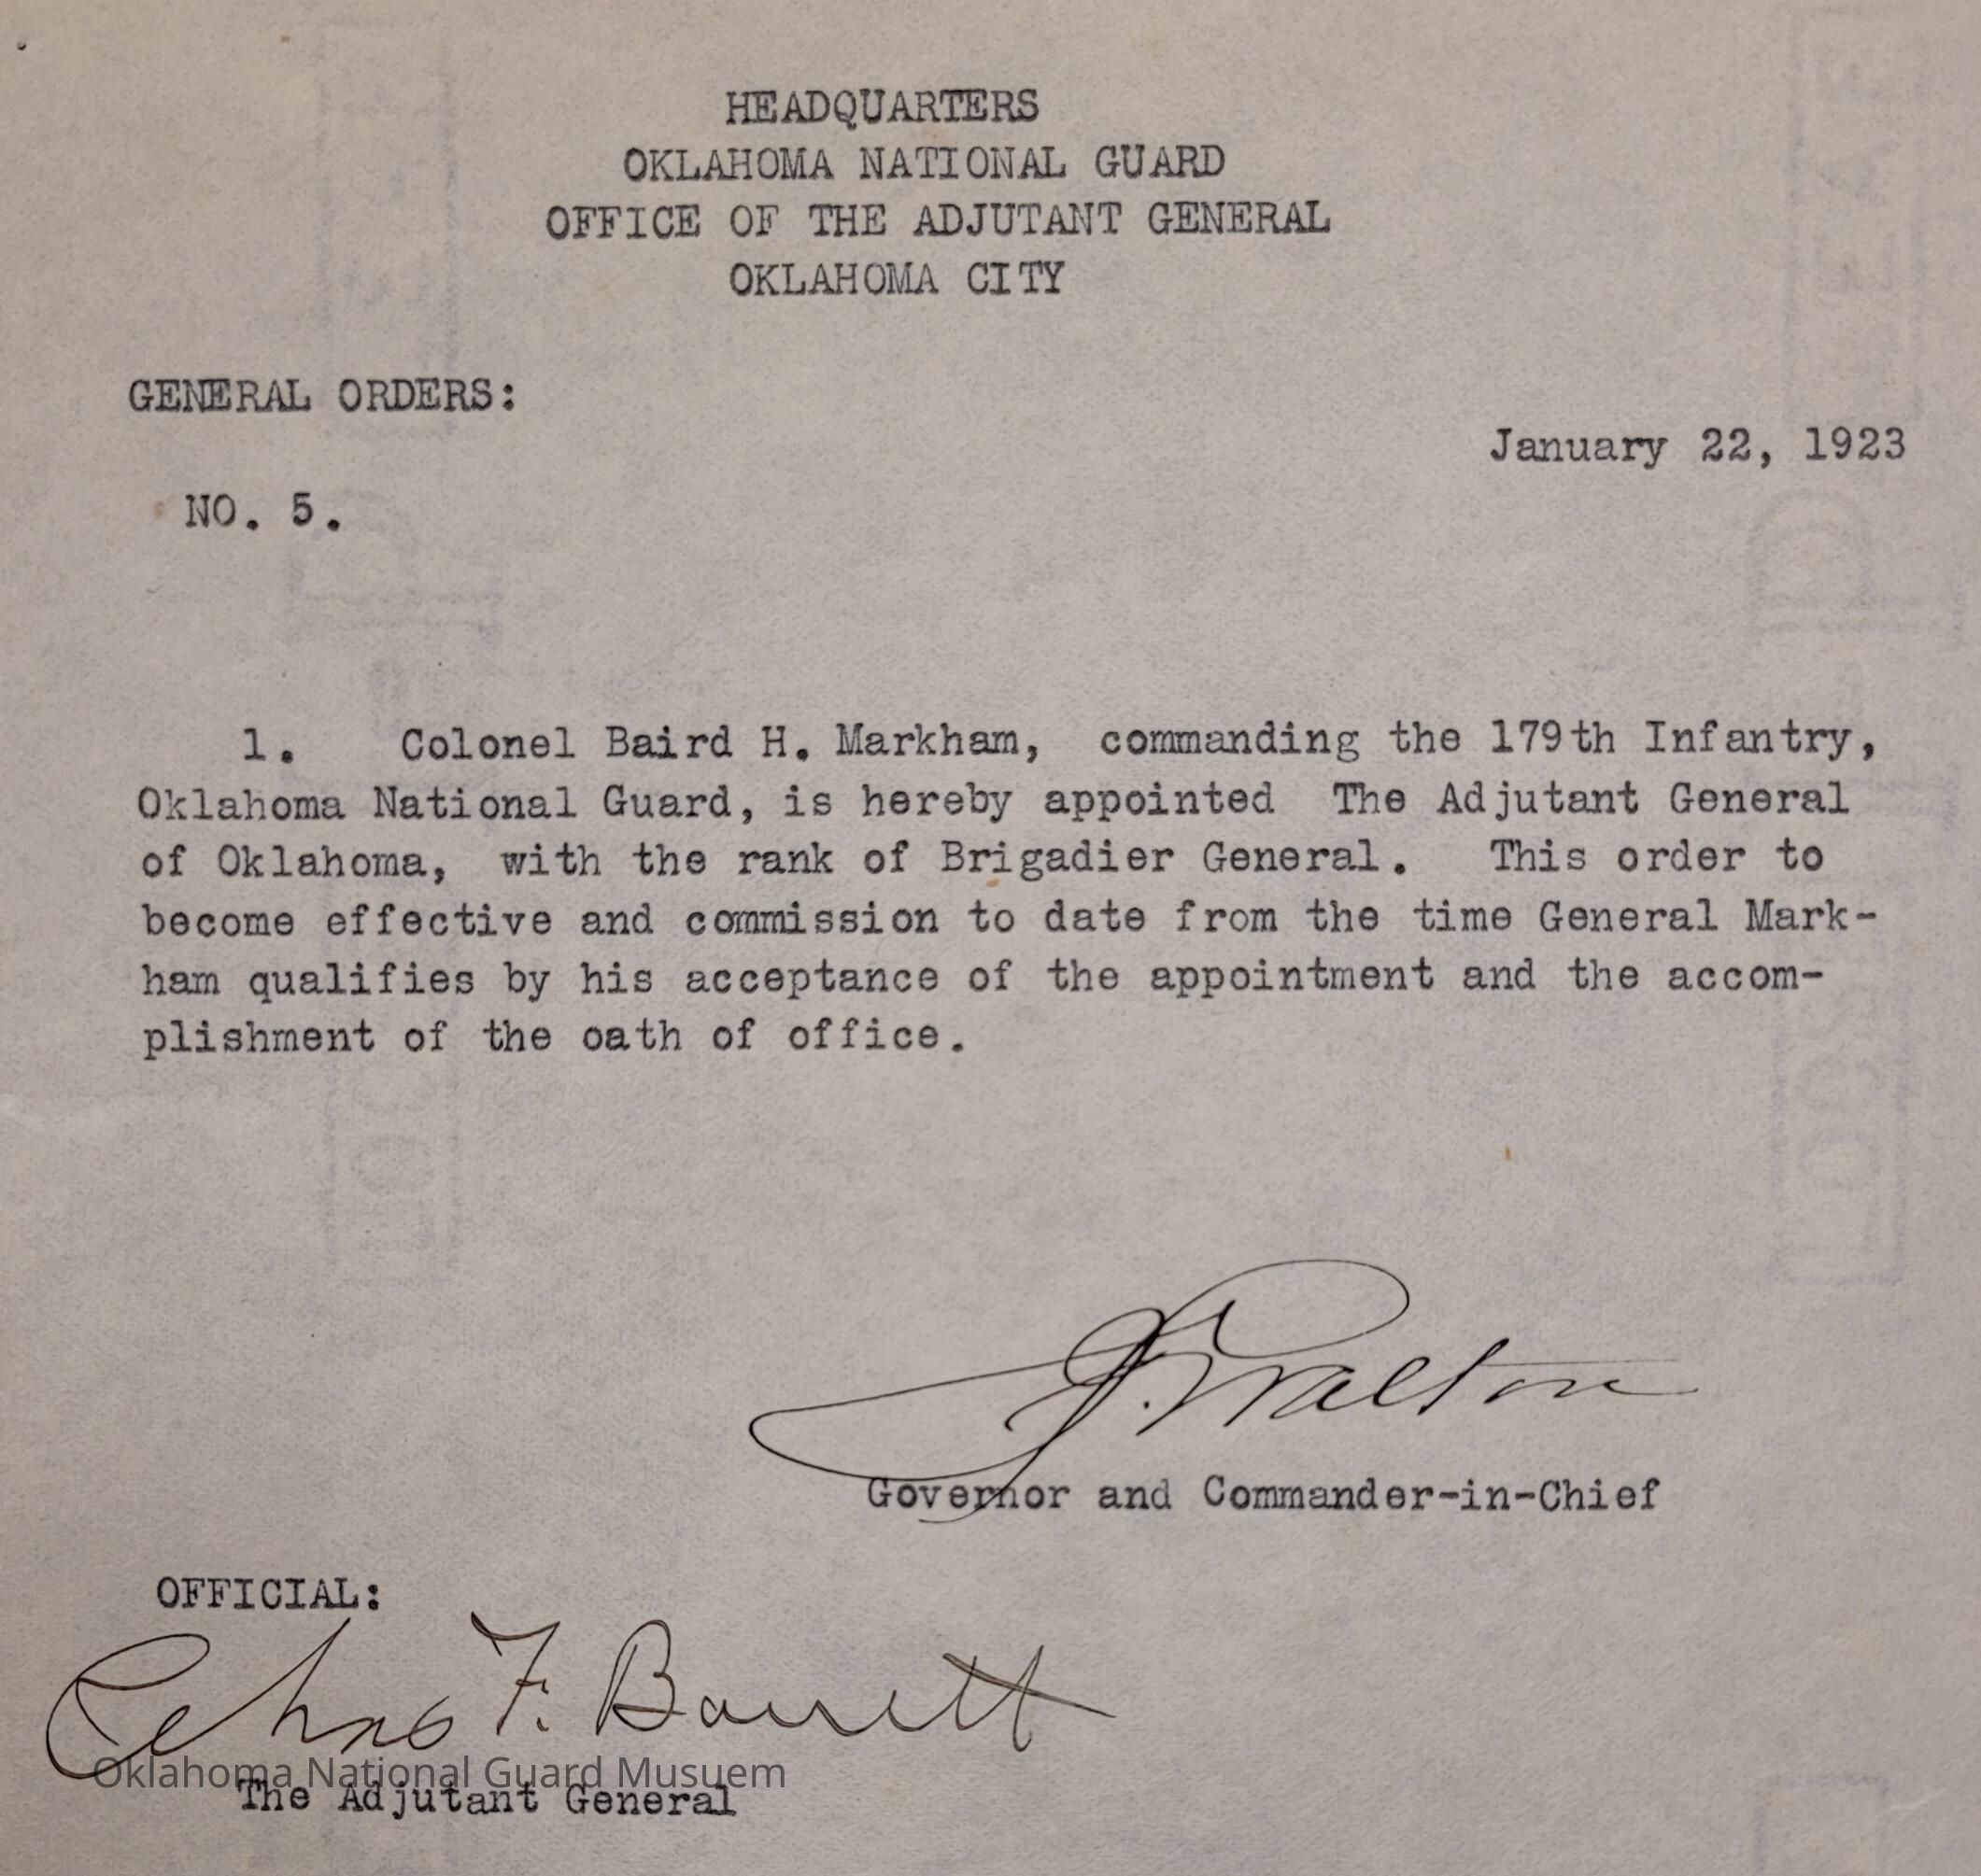 HEADQUARTERS
OKLAHOMA NATIONAL GUARD
OFFICE OF THE ADJUTANT GENERAL
OKLAHOMA CITY
GENERAL ORDERS:
January 22, 1923
NO. 5.
1. Colonel Baird H. Markham, commanding the 179th Infantry,
Oklahoma National Guard, is hereby appointed The Adjutant General
of Oklahoma, with the rank of Brigadier General. This order to
become effective and commission to date from the time General Mark-
ham qualifies by his acceptance of the appointment and the accom-
plishment of the oath of office.
J. Walton
Governor and Commander-in-Chief
OFFICIAL:
F. Barrett
Oklahoma National Guard Musuem
The Adjutant General